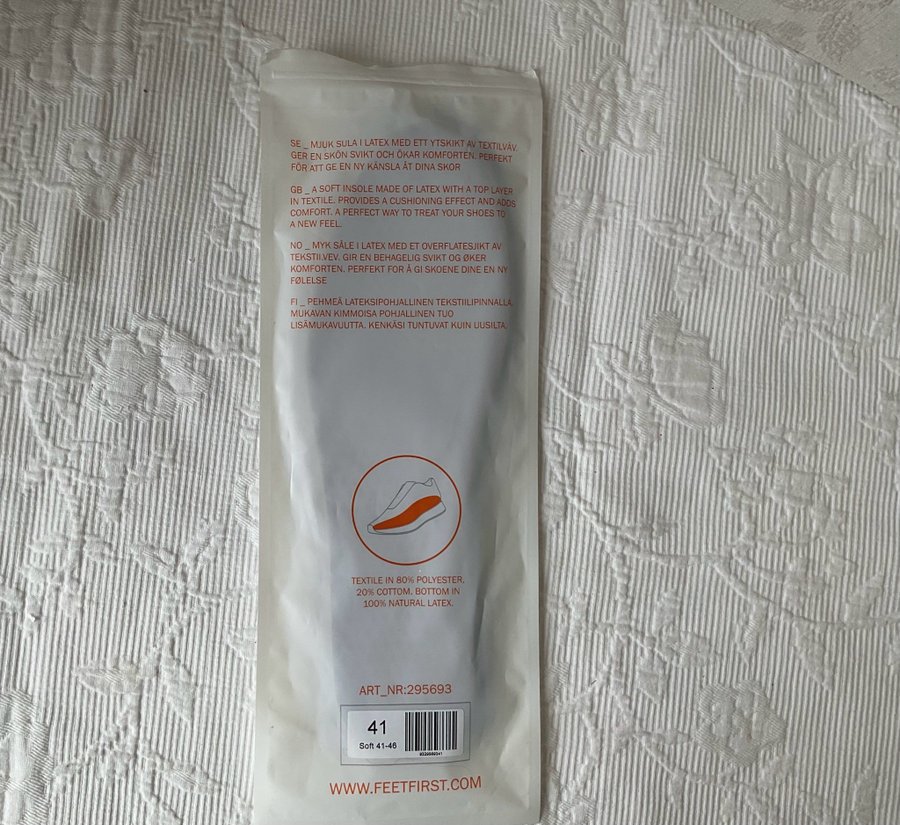 SE _ MJUK SULA I LATEX MED ETT YTSKIKT AV TEXTILVÄV.
GER EN SKÖN SVIKT OCH ÖKAR KOMFORTEN. PERFEKT
FÖR ATT GE EN NY KÄNSLA ÅT DINA SKOR
GB _ A SOFT INSOLE MADE OF LATEX WITH A TOP LAYER
IN TEXTILE. PROVIDES A CUSHIONING EFFECT AND ADDS
COMFORT. A PERFECT WAY TO TREAT YOUR SHOES TO
A NEW FEEL.
NO _ MYK SÅLE I LATEX MED ET OVERFLATESJIKT AV
TEKSTII.VEV. GIR EN BEHAGELIG SVIKT OG ØKER
KOMFORTEN. PERFEKT FOR Å GI SKOENE DINE EN NY
FØLELSE
FI _ PEHMEÄ LATEKSIPOHJALLINEN TEKSTIILIPINNALLA.
MUKAVAN KIMMOISA POHJALLINEN TUO
LISÄMUKAVUUTTA. KENKÄSI TUNTUVAT KUIN UUSILTA.
TEXTILE IN 80% POLYESTER,
20% COTTOM. BOTTOM IN
100% NATURAL LATEX.
ART_NR:295693
41
Soft 41-46
WWW.FEETFIRST.COM